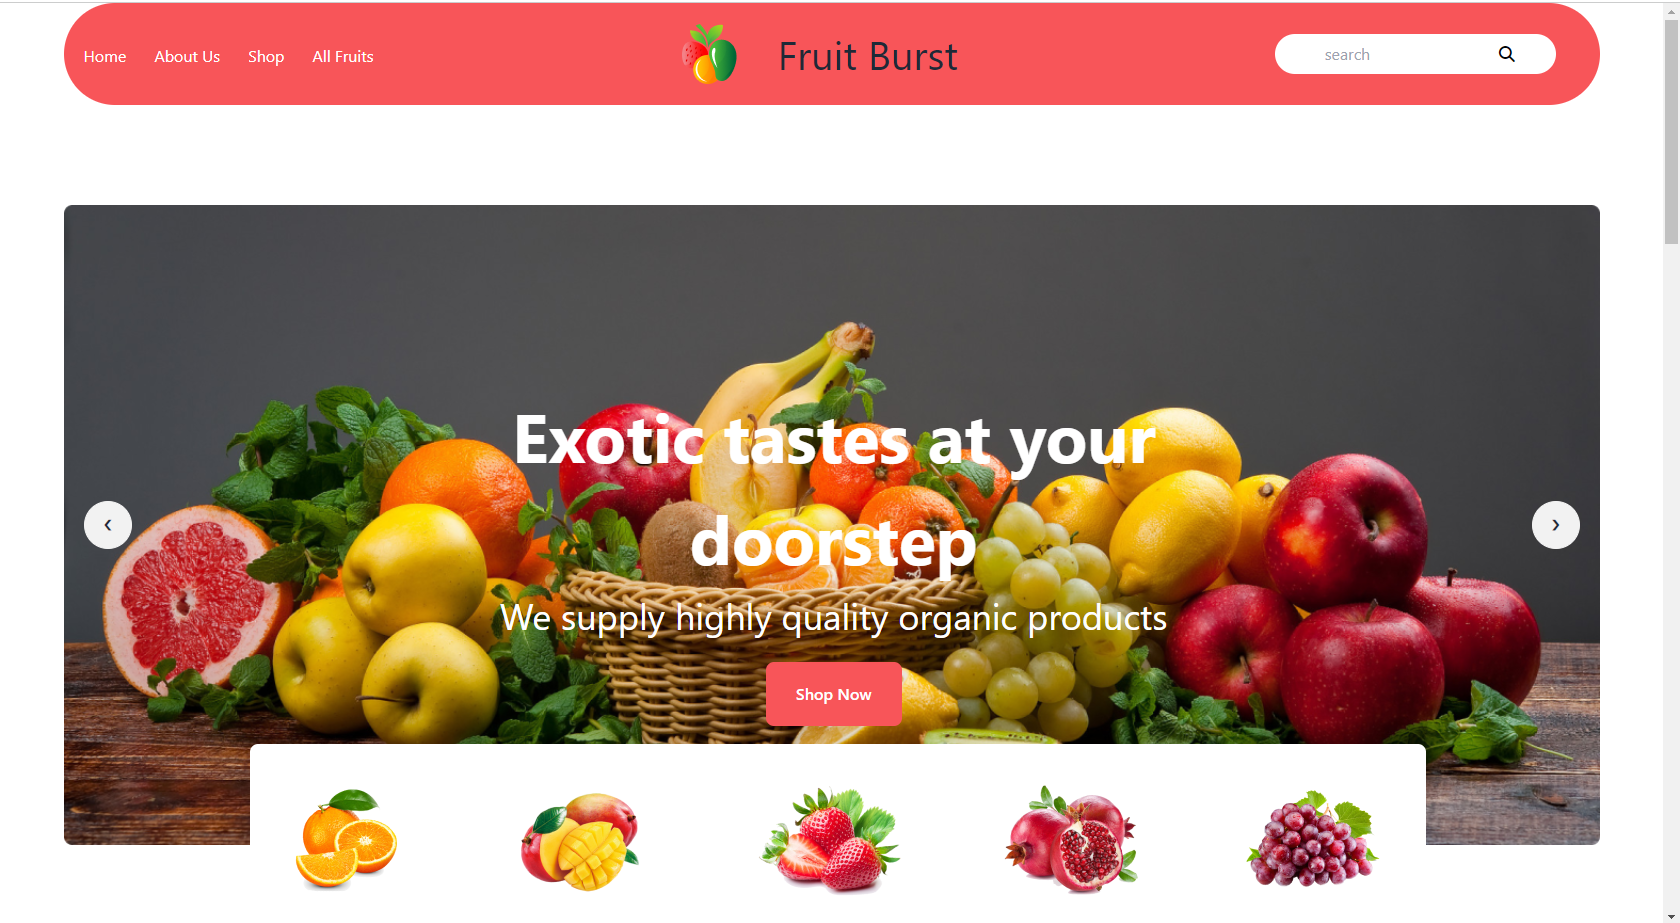 Home About Us Shop All Fruits
Fruit Burst
search
Exotic tastes at your
doorstep
We supply highly quality organic products
Shop Now